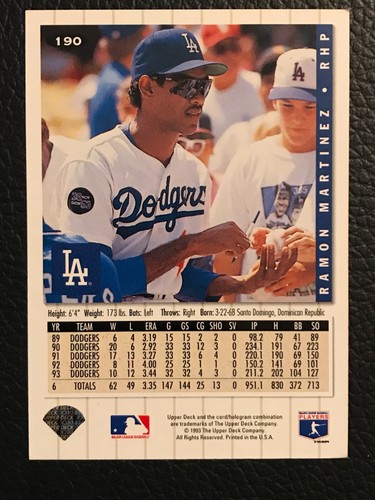 190
LA
LA
Dodgers
RAMON MARTINEZ • RHP
LA
Height: 6'4" Weight: 173 lbs. Bats: Left Throws: Right Born: 3-22-68 Santo Domingo, Dominican Republic
YR TEAM W L ERA G GS CG SHO SV IP H BB SO
89 DODGERS 6 4 3.19 15 15 2 2 0 98.2 79 41 89
90 DODGERS 20 6 2.92 33 33 12 3 0 234.1 191 67 223
91 DODGERS 17 13 3.27 33 33 6 4 0 220.1 190 69 150
92 DODGERS 8 11 4.00 25 25 1 1 0 150.2 141 69 101
93 DODGERS 10 12 3.44 32 32 4 3 0 211.2 202 104 127
6 TOTALS 62 49 3.35 147 144 25 13 0 951.1 830 372 713
MAJOR LEAGUE BASEBALL
Upper Deck and the card/hologram combination
are trademarks of The Upper Deck Company.
© 1993 The Upper Deck Company.
All Rights Reserved. Printed in the U.S.A.
MAJOR LEAGUE BASEBALL
PLAYERS